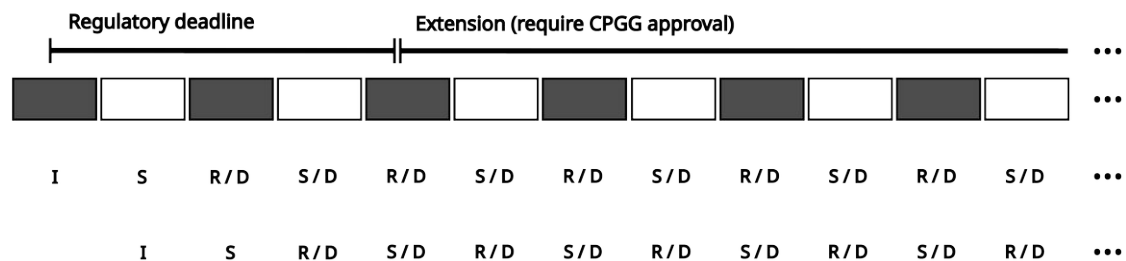 Regulatory deadline Extension (require CPGG approval)
...
...
I S R / D S / D R / D S / D R / D S / D R / D S / D R / D S / D ...
I S R / D S / D R / D S / D R / D S / D R / D S / D R / D ...